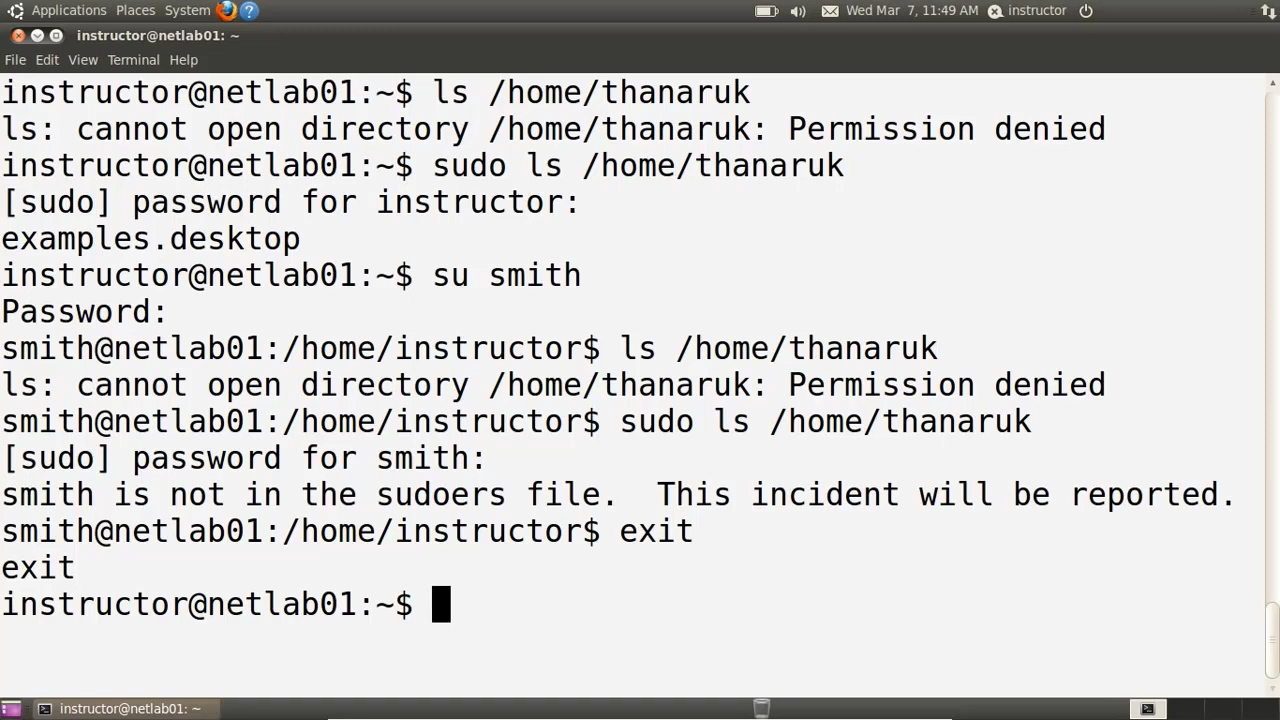 Applications Places System Wed Mar 7, 11:49 AM instructor
instructor@netlab01: ~
File Edit View Terminal Help
instructor@netlab01:~$ ls /home/thanaruk
ls: cannot open directory /home/thanaruk: Permission denied
instructor@netlab01:~$ sudo ls /home/thanaruk
[sudo] password for instructor:
examples.desktop
instructor@netlab01:~$ su smith
Password:
smith@netlab01:/home/instructor$ ls /home/thanaruk
ls: cannot open directory /home/thanaruk: Permission denied
smith@netlab01:/home/instructor$ sudo ls /home/thanaruk
[sudo] password for smith:
smith is not in the sudoers file.  This incident will be reported.
smith@netlab01:/home/instructor$ exit
exit
instructor@netlab01:~$
instructor@netlab01: ~